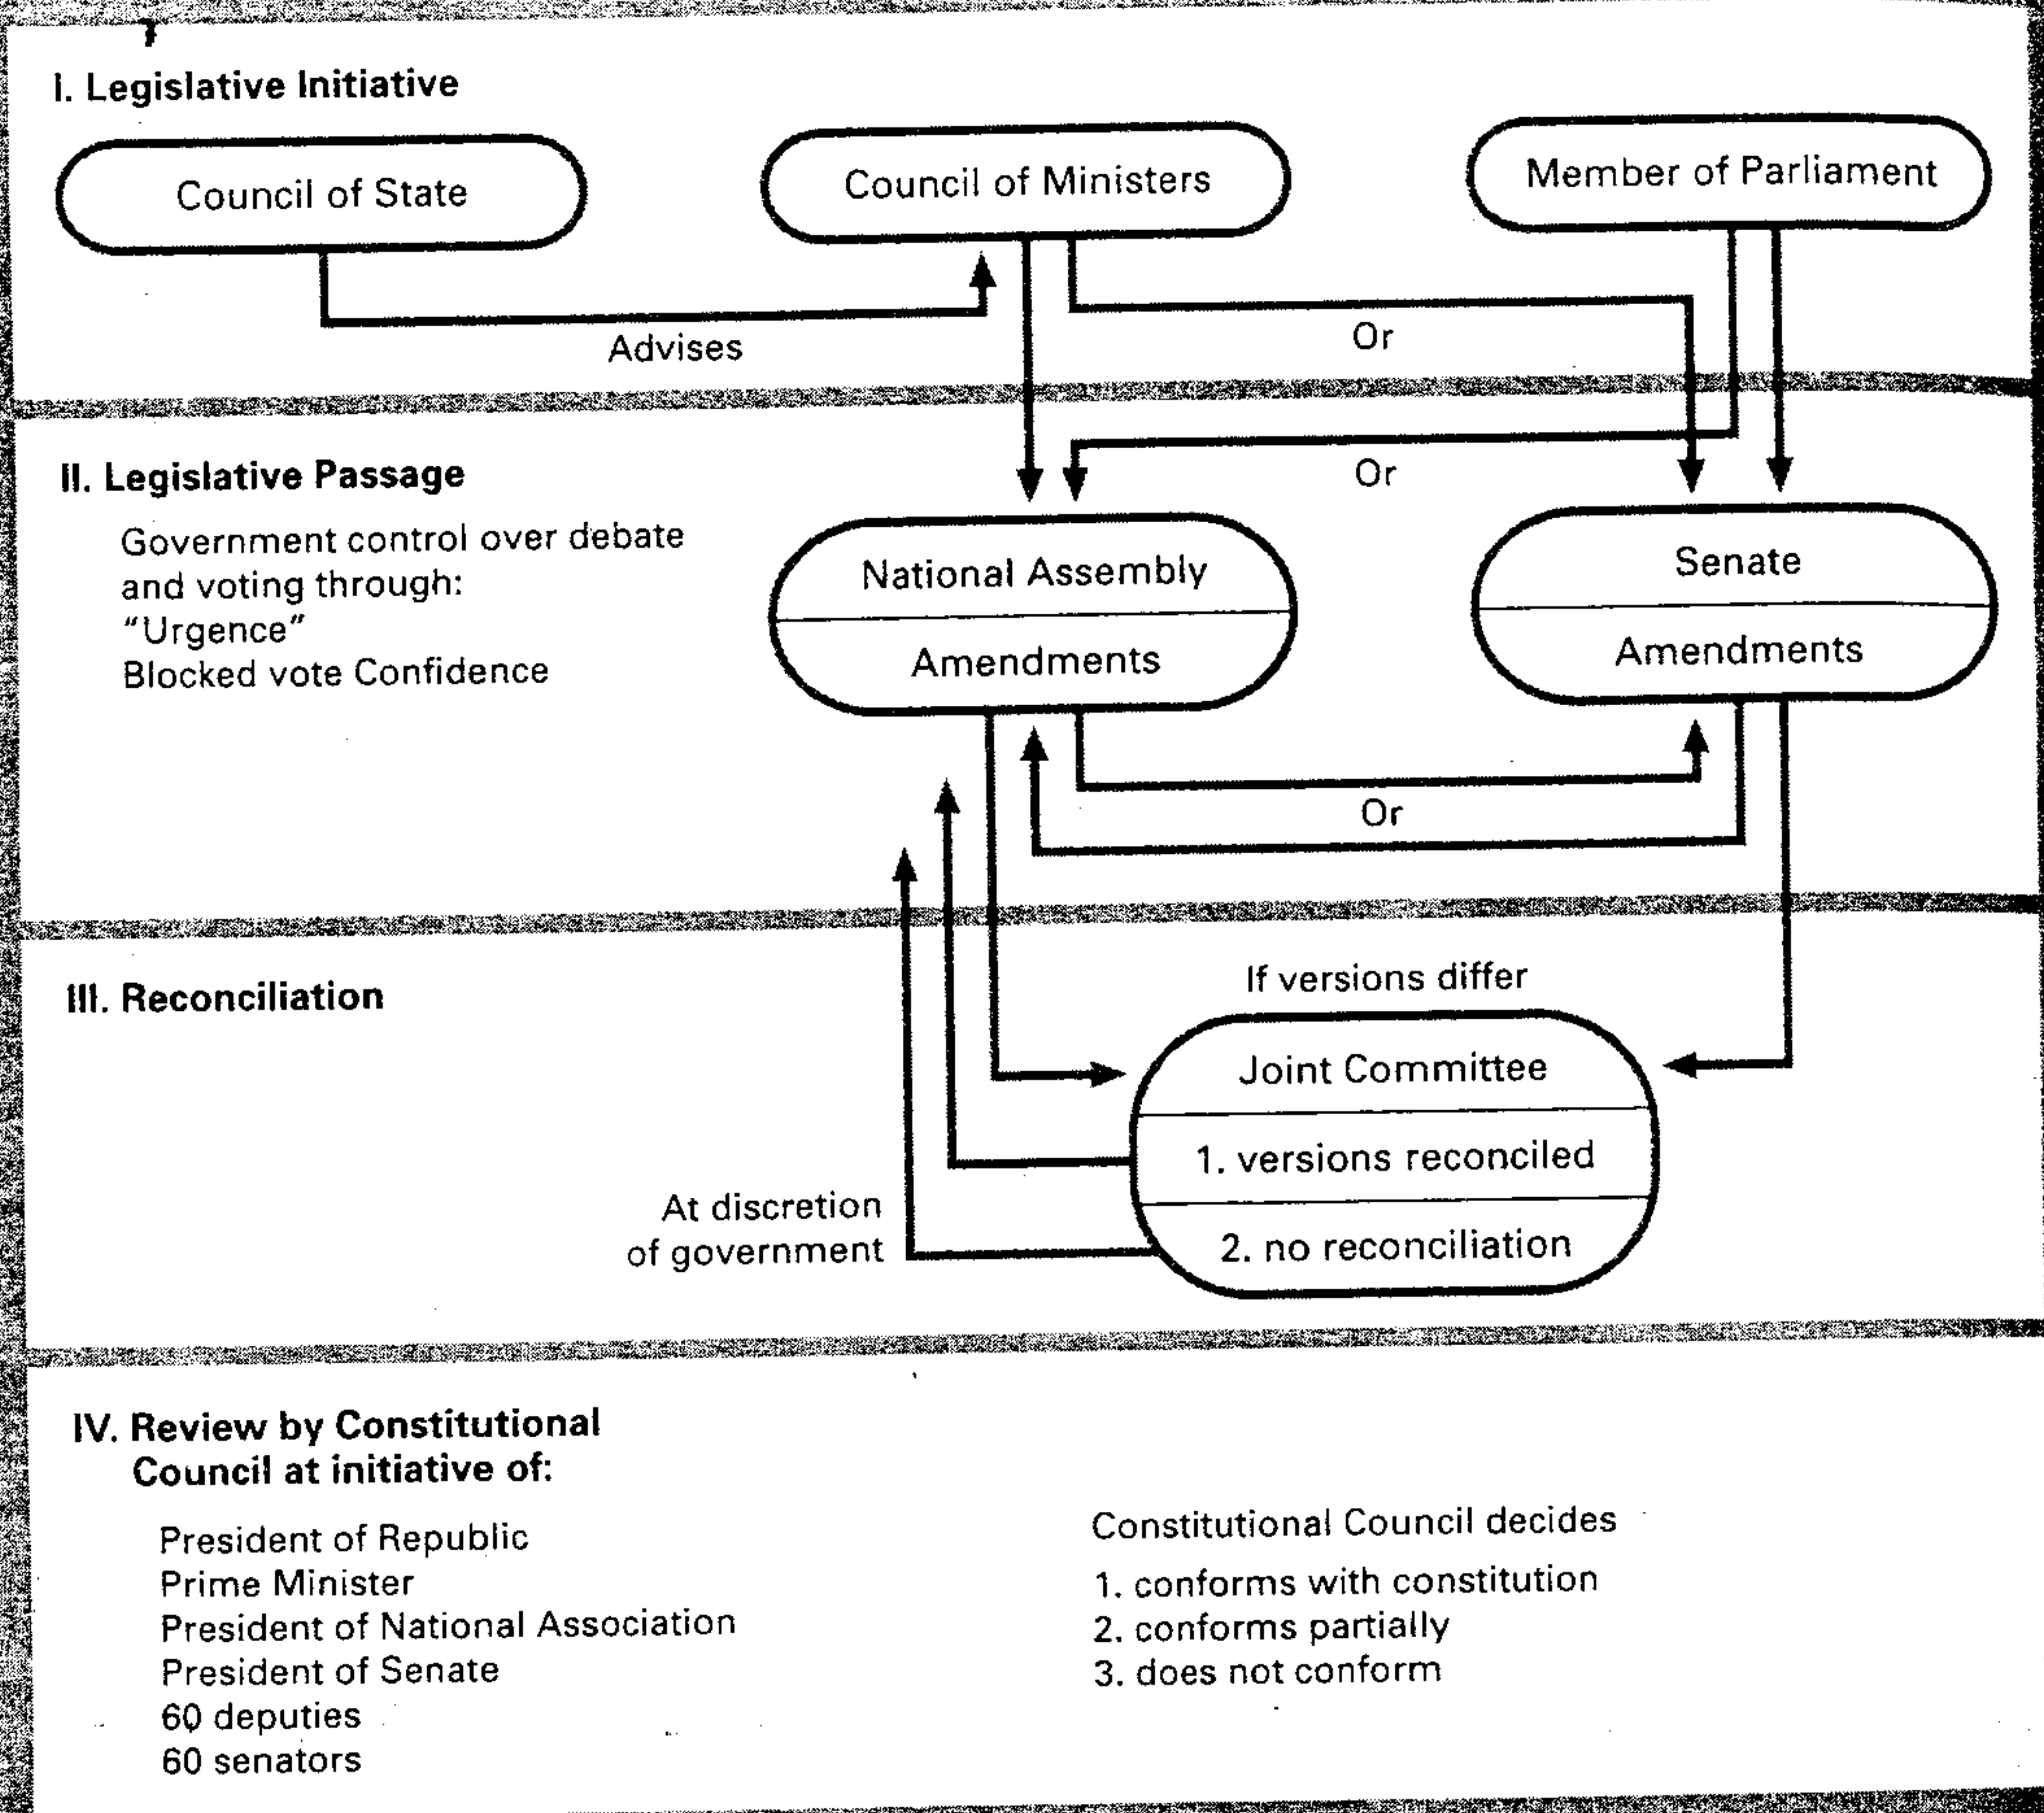 I. Legislative Initiative
Council of State
Council of Ministers
Member of Parliament
Advises
Or
Or
II. Legislative Passage
Government control over debate
and voting through:
"Urgence"
Blocked vote Confidence
National Assembly
Amendments
Senate
Amendments
Or
III. Reconciliation
If versions differ
Joint Committee
1. versions reconciled
2. no reconciliation
At discretion
of government
IV. Review by Constitutional
Council at initiative of:
President of Republic
Prime Minister
President of National Association
President of Senate
60 deputies
60 senators
Constitutional Council decides
1. conforms with constitution
2. conforms partially
3. does not conform